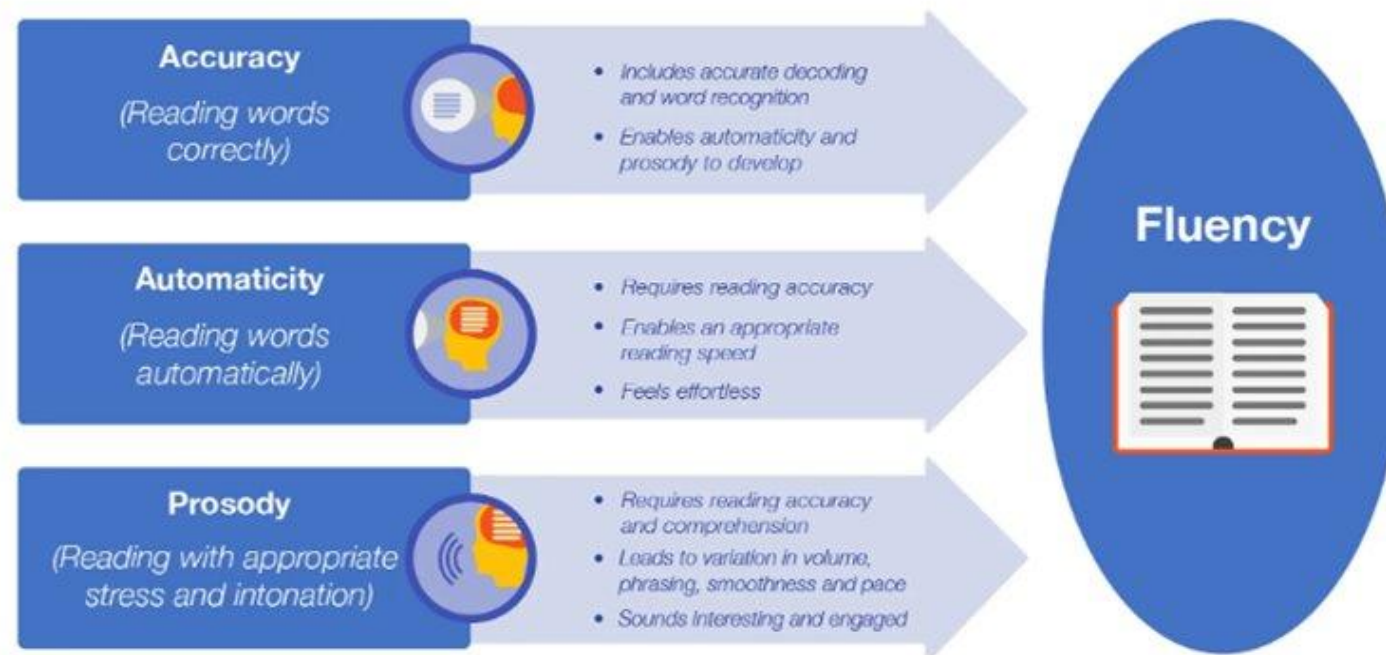 Accuracy
(Reading words
correctly)
• Includes accurate decoding
and word recognition
• Enables automaticity and
prosody to develop
Automaticity
(Reading words
automatically)
• Requires reading accuracy
• Enables an appropriate
reading speed
• Feels effortless
Prosody
(Reading with appropriate
stress and intonation)
• Requires reading accuracy
and comprehension
• Leads to variation in volume,
phrasing, smoothness and pace
• Sounds interesting and engaged
Fluency